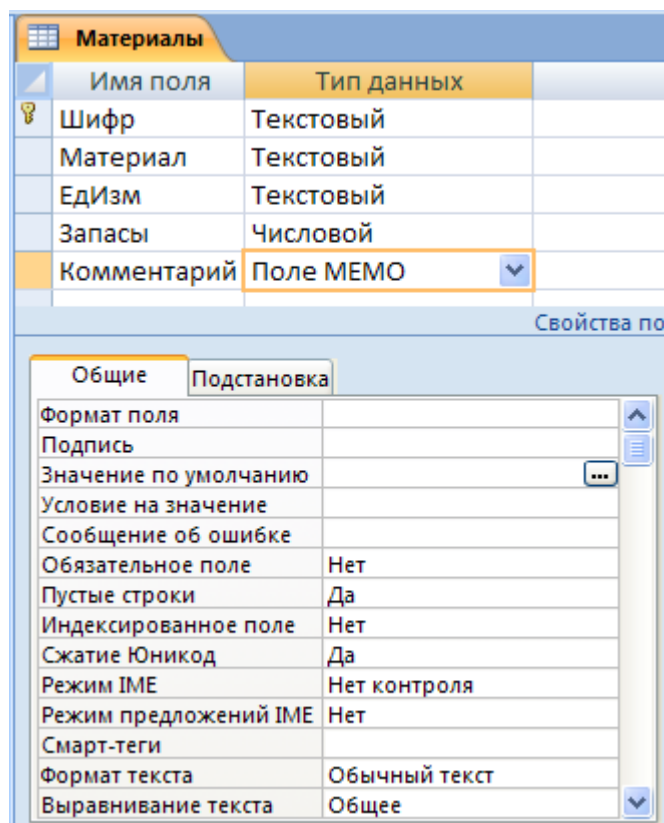 Материалы
Имя поля Тип данных
Шифр Текстовый
Материал Текстовый
ЕдИзм Текстовый
Запасы Числовой
Комментарий Поле МЕМО
Свойства по
Общие Подстановка
Формат поля
Подпись
Значение по умолчанию ...
Условие на значение
Сообщение об ошибке
Обязательное поле Нет
Пустые строки Да
Индексированное поле Нет
Сжатие Юникод Да
Режим IME Нет контроля
Режим предложений IME Нет
Смарт-теги
Формат текста Обычный текст
Выравнивание текста Общее